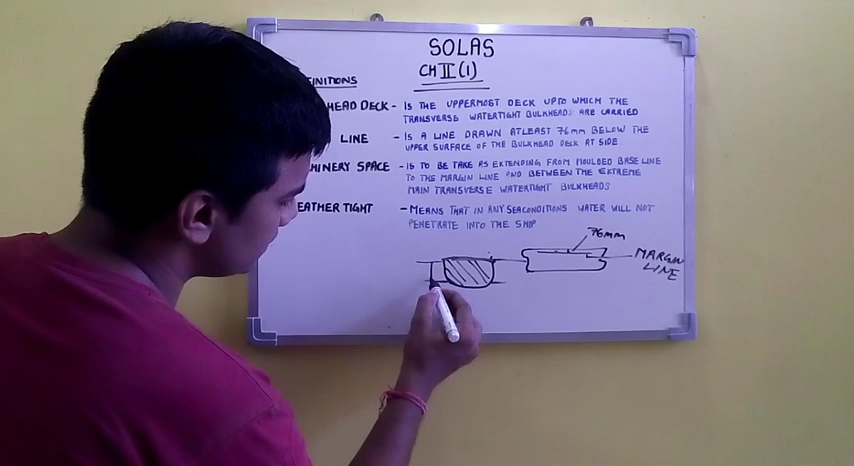 SOLAS
CH II (1)
INITIONS
HEAD DECK - IS THE UPPERMOST DECK UPTO WHICH THE
TRANSVERSE WATERTIGHT BULKHEADS ARE CARRIED
LINE - IS A LINE DRAWN ATLEAST 76mm BELOW THE
UPPER SURFACE OF THE BULKHEAD DECK AT SIDE
HINERY SPACE - IS TO BE TAKE AS EXTENDING FROM MOULDED BASE LINE
TO THE MARGIN LINE AND BETWEEN THE EXTREME
MAIN TRANSVERSE WATERTIGHT BULKHEADS
EATHER TIGHT - MEANS THAT IN ANY SEACONDITIONS WATER WILL NOT
PENETRATE INTO THE SHIP
76mm
MARGIN
LINE